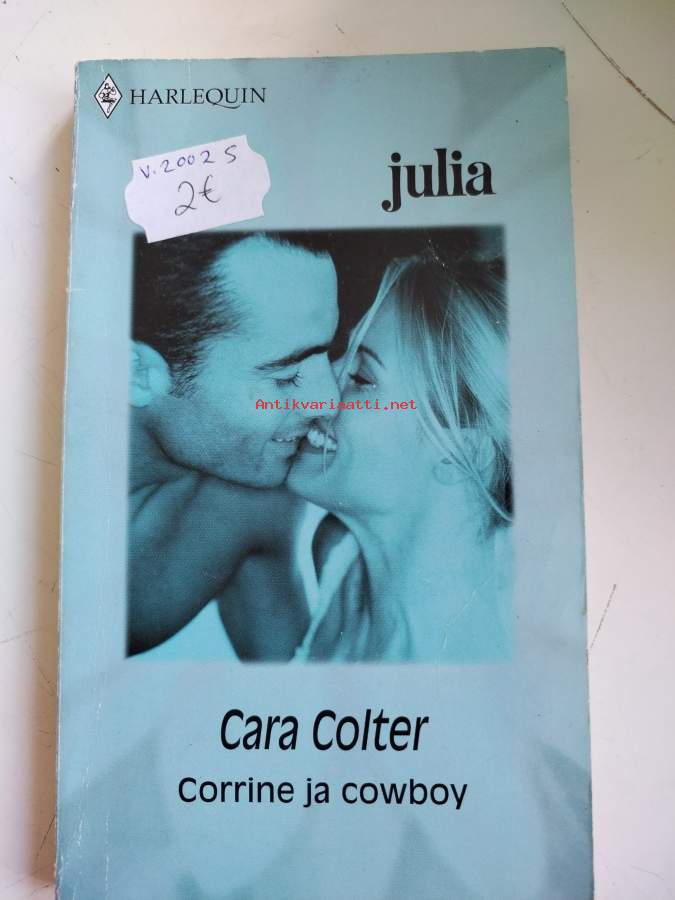 HARLEQUIN
v. 2002 S
2€
julia
Antikvariaatti.net
Cara Colter
Corrine ja cowboy